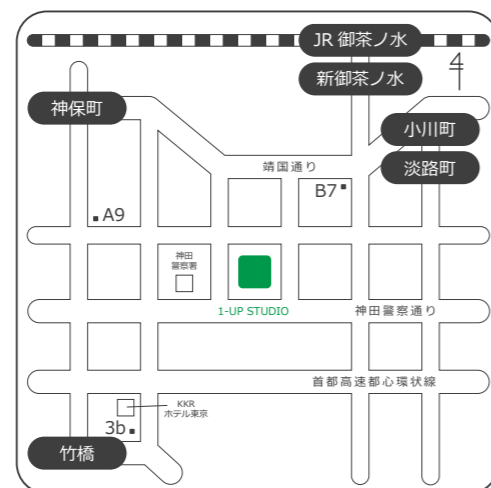 JR 御茶ノ水
新御茶ノ水
神保町
小川町
淡路町
靖国通り
B7
A9
神田
警察署
1-UP STUDIO
神田警察通り
首都高速都心環状線
KKR
ホテル東京
3b
竹橋